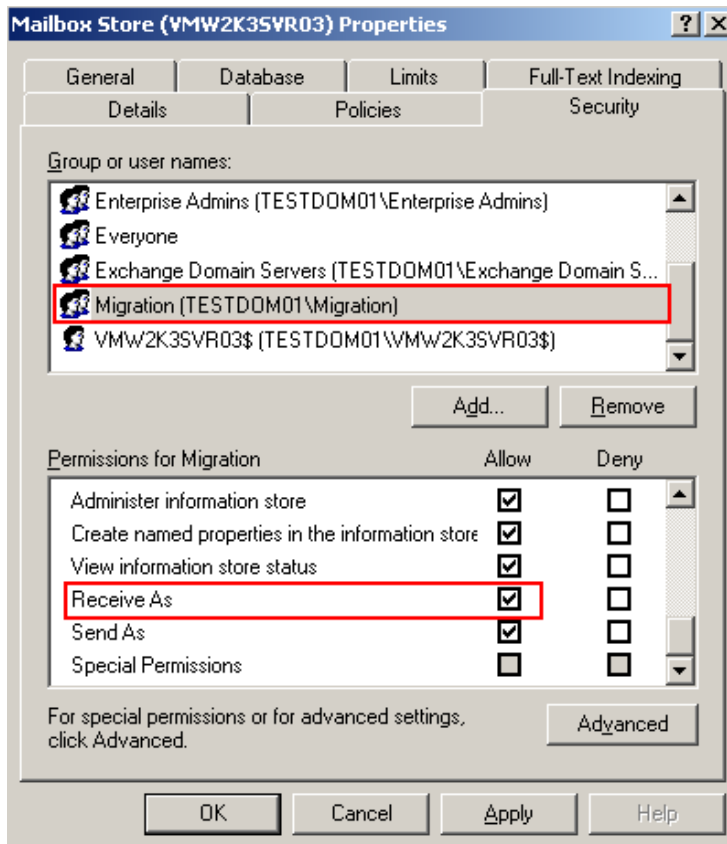 Mailbox Store (VMW2K3SVR03) Properties
General Database Limits Full-Text Indexing
Details Policies Security
Group or user names:
Enterprise Admins (TESTDOM01\Enterprise Admins)
Everyone
Exchange Domain Servers (TESTDOM01\Exchange Domain S...
Migration (TESTDOM01\Migration)
VMW2K3SVR03$ (TESTDOM01\VMW2K3SVR03$)
Add... Remove
Permissions for Migration Allow Deny
Administer information store
Create named properties in the information store
View information store status
Receive As
Send As
Special Permissions
For special permissions or for advanced settings,
click Advanced.
Advanced
OK Cancel Apply Help